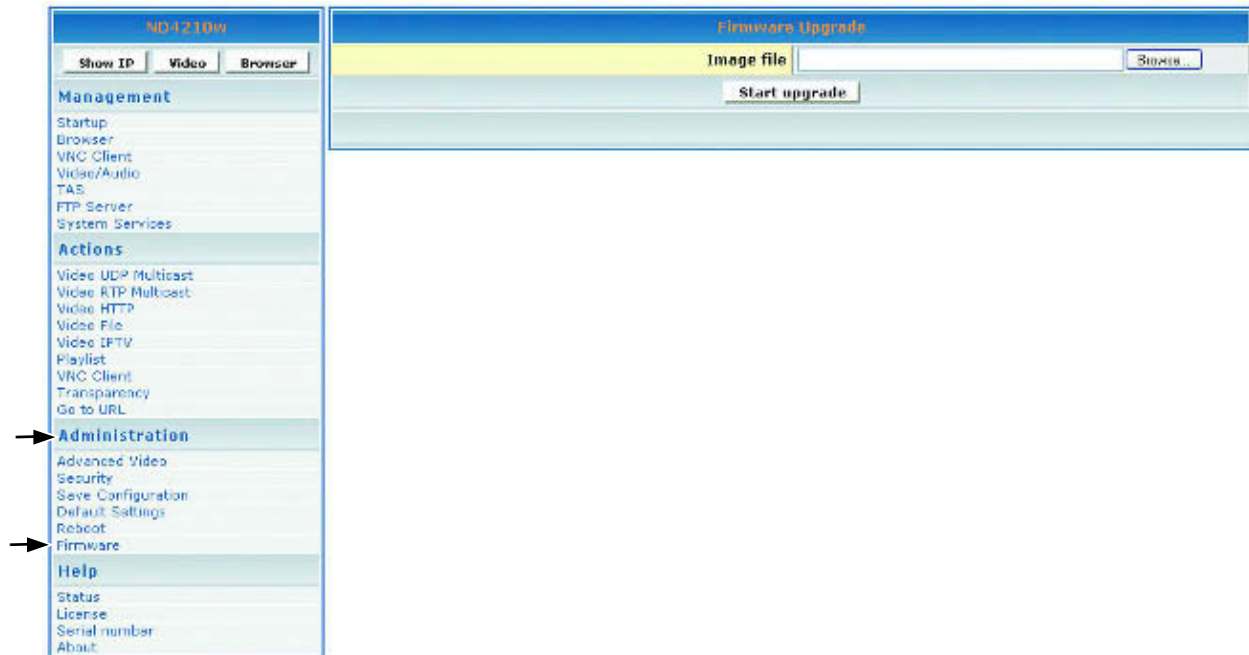 ND4210w
Show IP Video Browser
Management
Startup
Browser
VNC Client
Video/Audio
TAS
FTP Server
System Services
Actions
Video UDP Multicast
Video RTP Multicast
Video HTTP
Video File
Video IPTV
Playlist
VNC Client
Transparency
Go to URL
Administration
Advanced Video
Security
Save Configuration
Default Settings
Reboot
Firmware
Help
Status
License
Serial number
About
Firmware Upgrade
Image file Browse...
Start upgrade